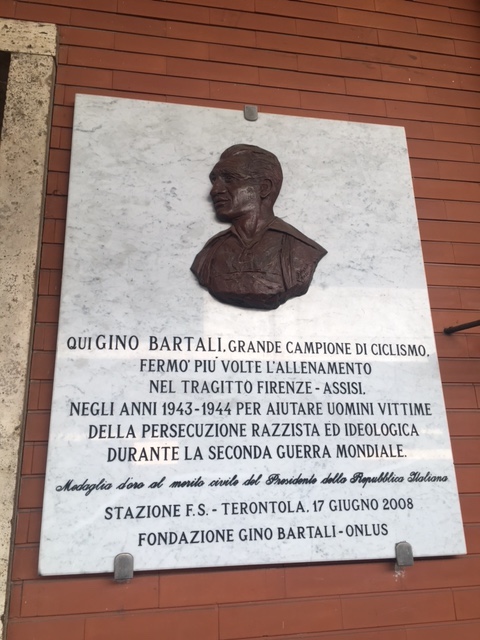 QUI GINO BARTALI, GRANDE CAMPIONE DI CICLISMO,
FERMO' PIU' VOLTE L'ALLENAMENTO
NEL TRAGITTO FIRENZE - ASSISI,
NEGLI ANNI 1943-1944 PER AIUTARE UOMINI VITTIME
DELLA PERSECUZIONE RAZZISTA ED IDEOLOGICA
DURANTE LA SECONDA GUERRA MONDIALE.
Medaglia d'oro al merito civile del Presidente della Repubblica Italiana
STAZIONE F.S. - TERONTOLA, 17 GIUGNO 2008
FONDAZIONE GINO BARTALI - ONLUS